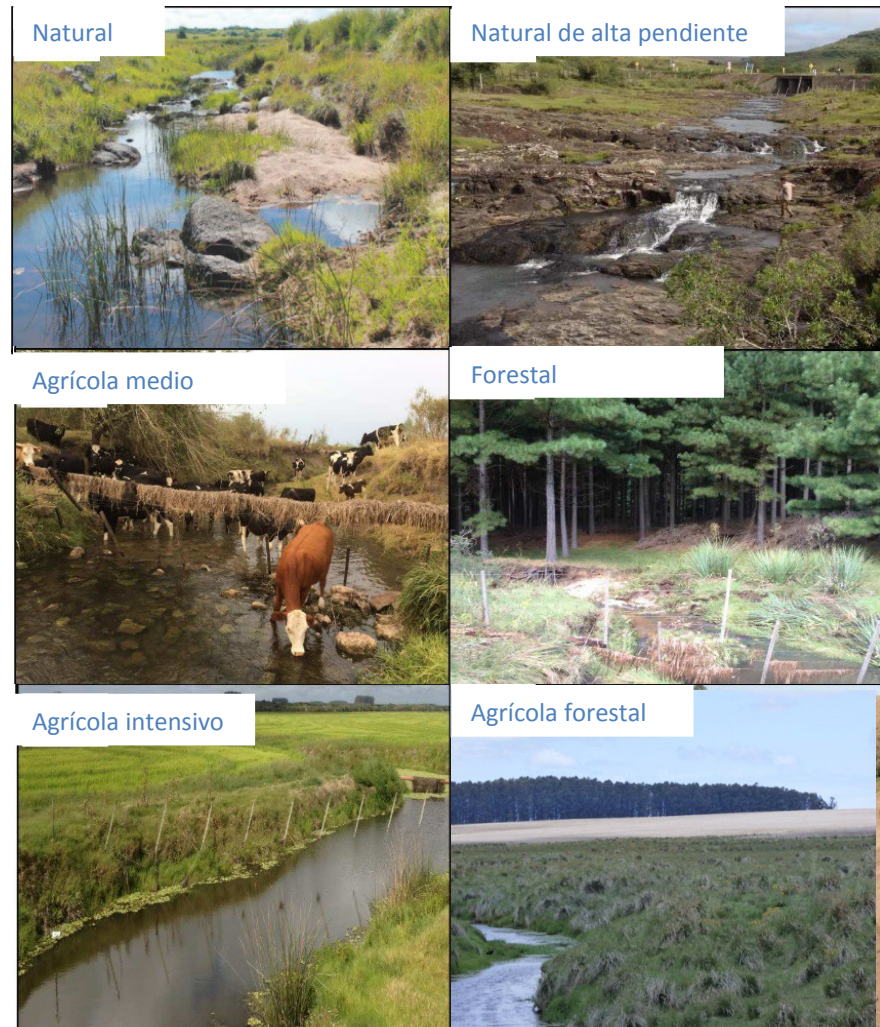 Natural
Natural de alta pendiente
Agrícola medio
Forestal
Agrícola intensivo
Agrícola forestal